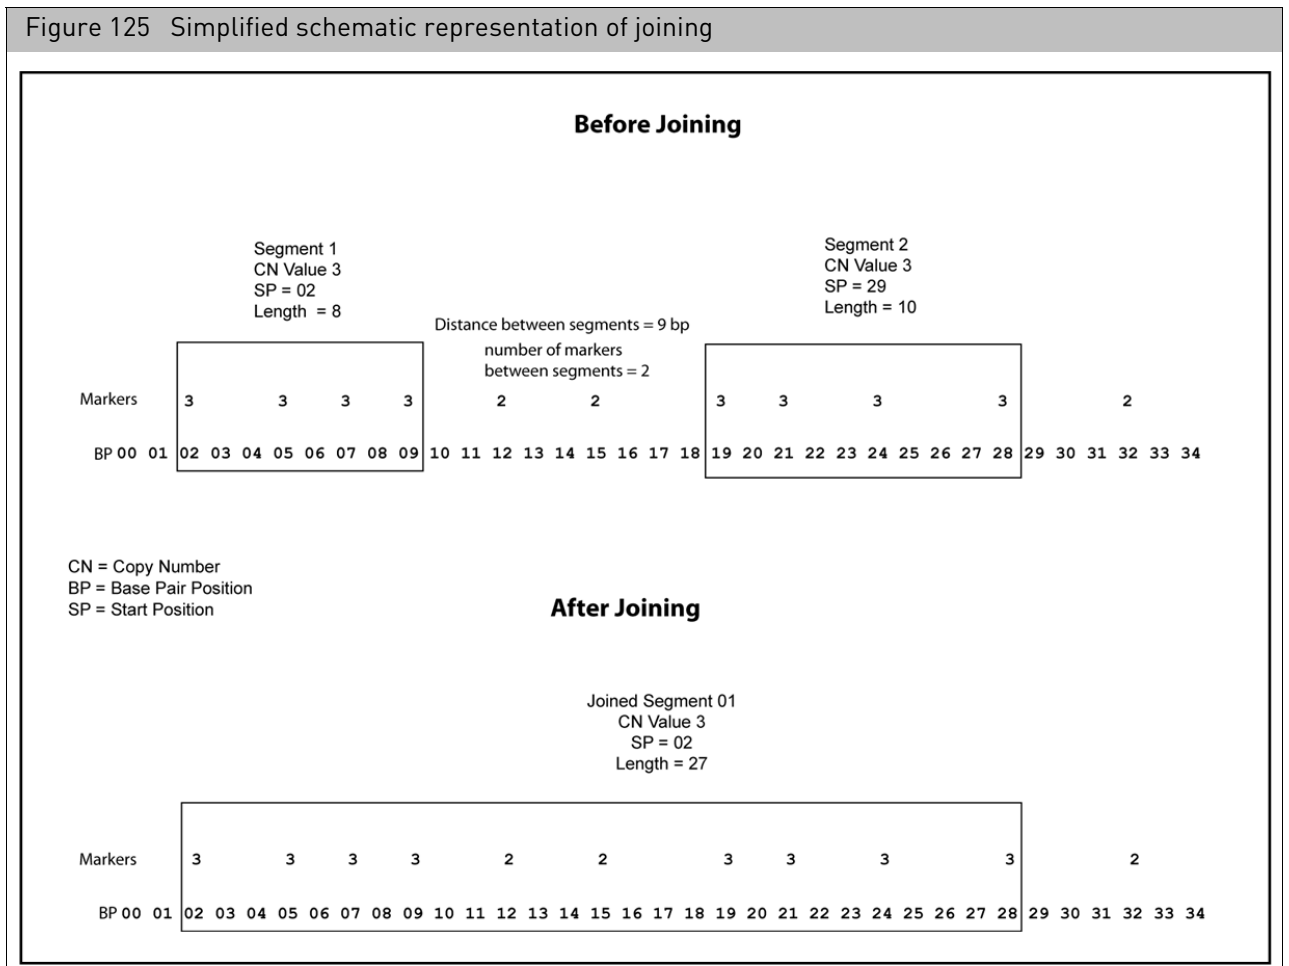 Figure 125 Simplified schematic representation of joining
Before Joining
Segment 1
CN Value 3
SP = 02
Length = 8
Distance between segments = 9 bp
number of markers
between segments = 2
Segment 2
CN Value 3
SP = 29
Length = 10
Markers 3 3 3 3 2 2 3 3 3 3 2
BP 00 01 02 03 04 05 06 07 08 09 10 11 12 13 14 15 16 17 18 19 20 21 22 23 24 25 26 27 28 29 30 31 32 33 34
CN = Copy Number
BP = Base Pair Position
SP = Start Position
After Joining
Joined Segment 01
CN Value 3
SP = 02
Length = 27
Markers 3 3 3 3 2 2 3 3 3 3 2
BP 00 01 02 03 04 05 06 07 08 09 10 11 12 13 14 15 16 17 18 19 20 21 22 23 24 25 26 27 28 29 30 31 32 33 34